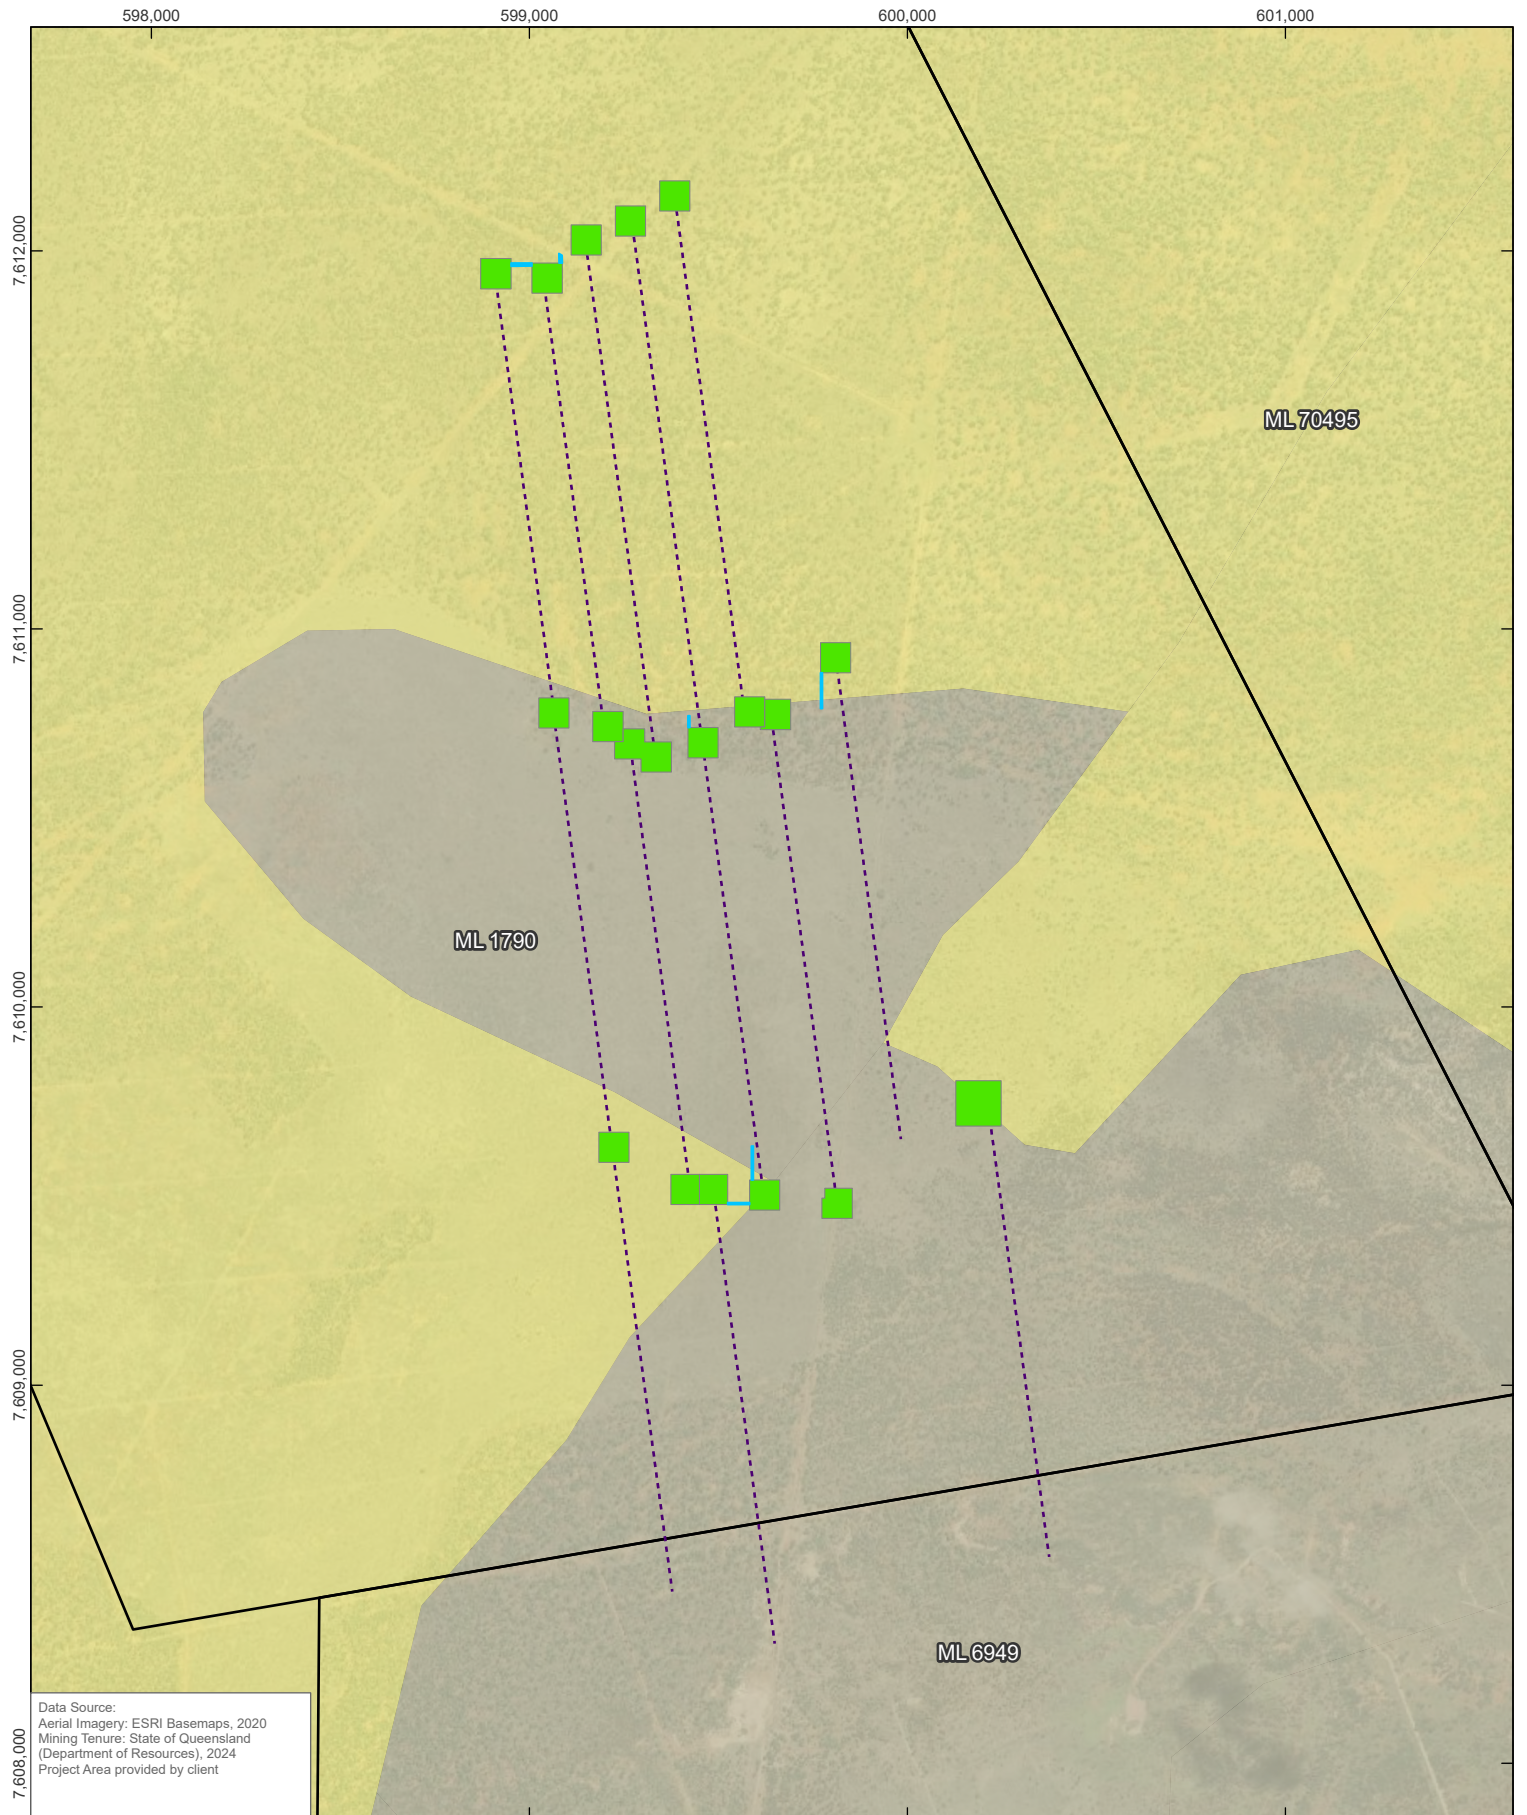 598,000
599,000
600,000
601,000
7,612,000
ML 70495
7,611,000
ML 1790
7,610,000
7,609,000
ML 6949
7,608,000
Data Source:
Aerial Imagery: ESRI Basemaps, 2020
Mining Tenure: State of Queensland
(Department of Resources), 2024
Project Area provided by client